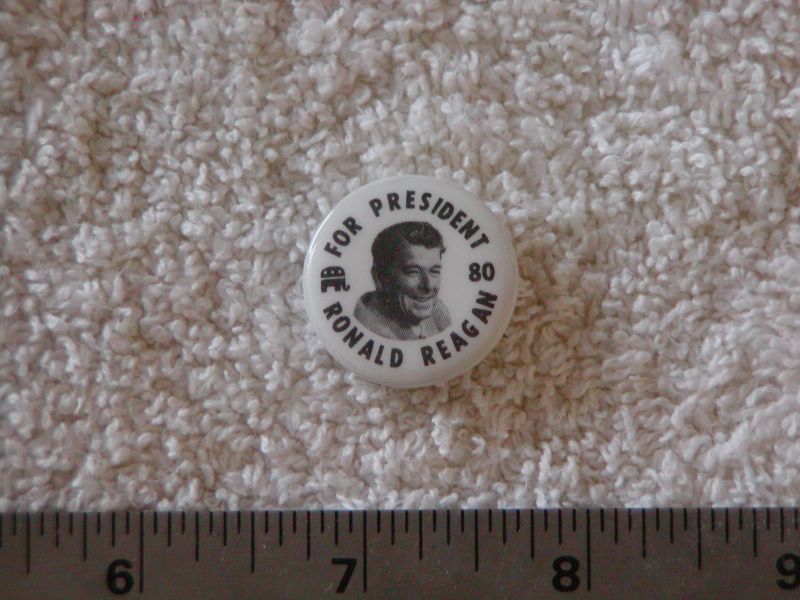 FOR PRESIDENT
80
RONALD REAGAN
6 7 8 9